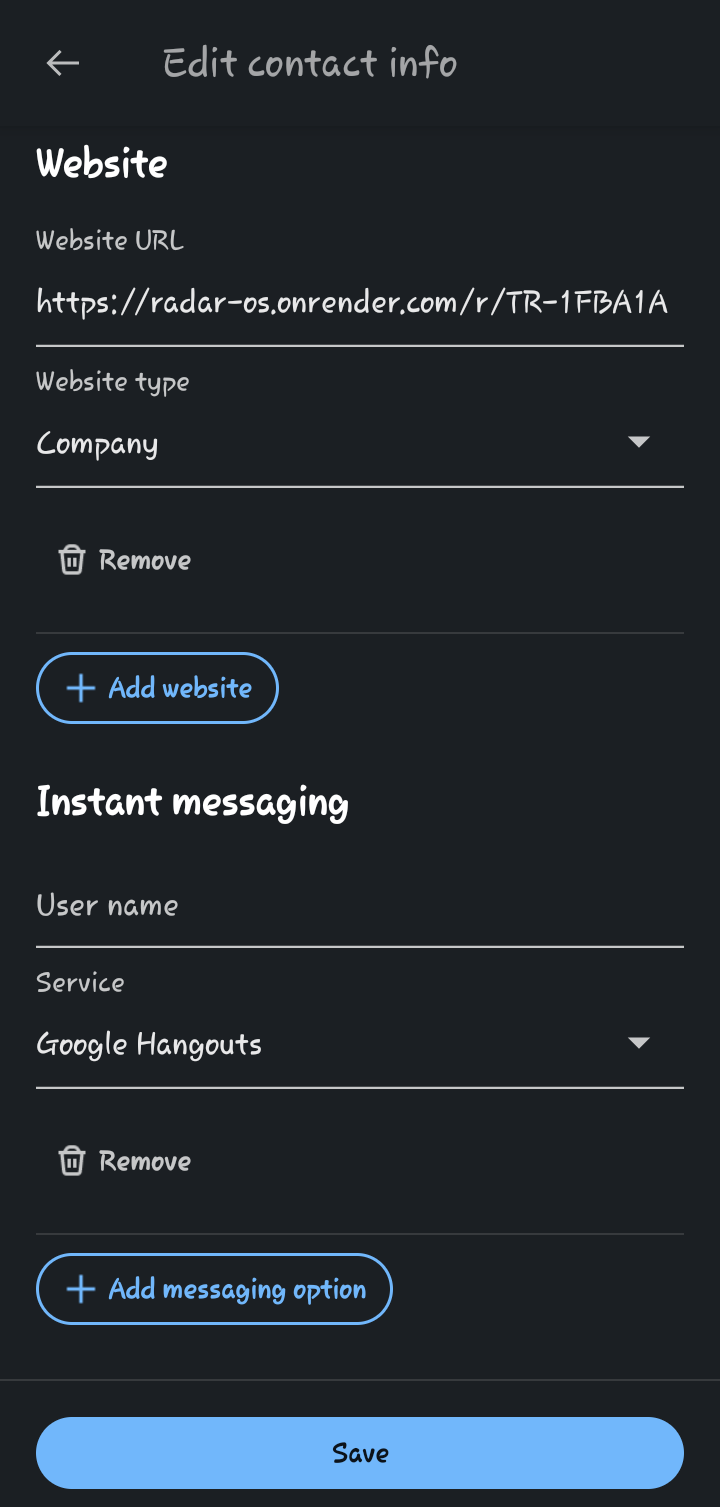 Edit contact info
Website
Website URL
https://radar-os.onrender.com/r/TR-1FBA1A
Website type
Company
Remove
Add website
Instant messaging
User name
Service
Google Hangouts
Remove
Add messaging option
Save